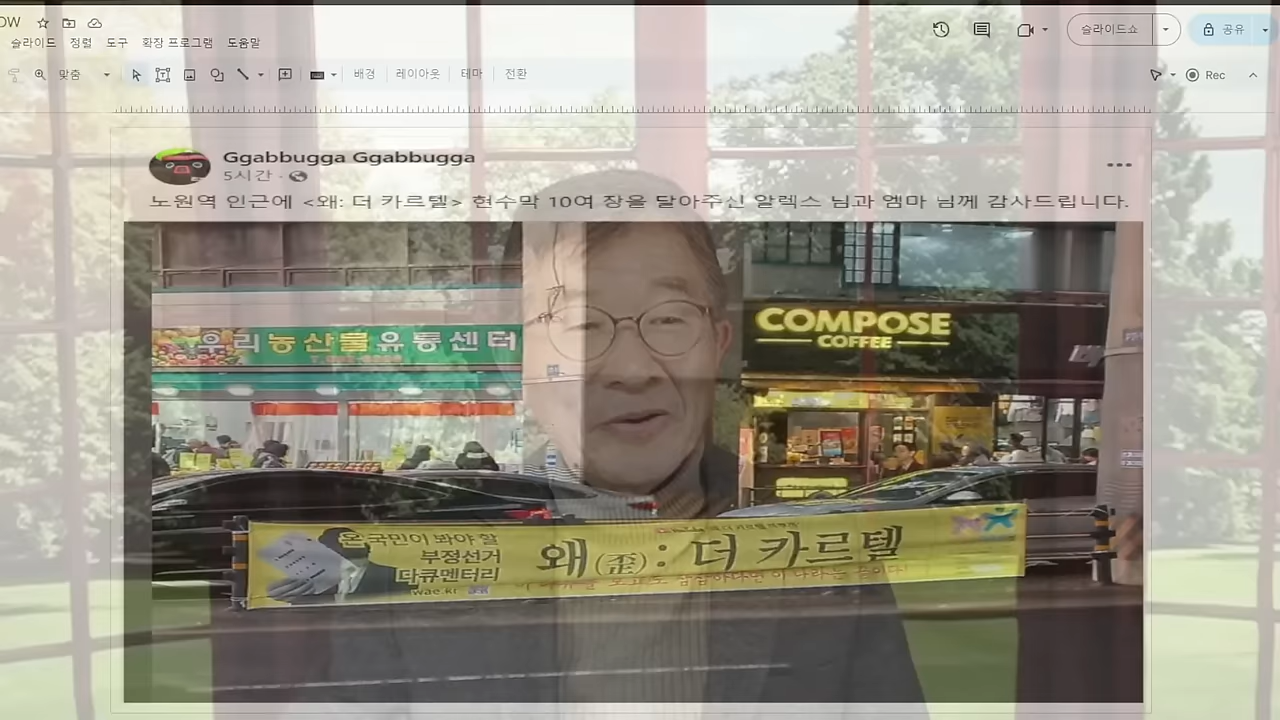 OW
슬라이드 정렬 도구 확장 프로그램 도움말
슬라이드쇼
공유
맞춤
배경 레이아웃 테마 전환
Rec
Ggabbugga Ggabbugga
5시간
노원역 인근에 <왜: 더 카르텔> 현수막 10여 장을 달아주신 알렉스 님과 엠마 님께 감사드립니다.
우리농산물유통센터
COMPOSE
COFFEE
온 국민이 봐야 할
부정선거
다큐멘터리
wae.kr
왜(歪): 더 카르텔